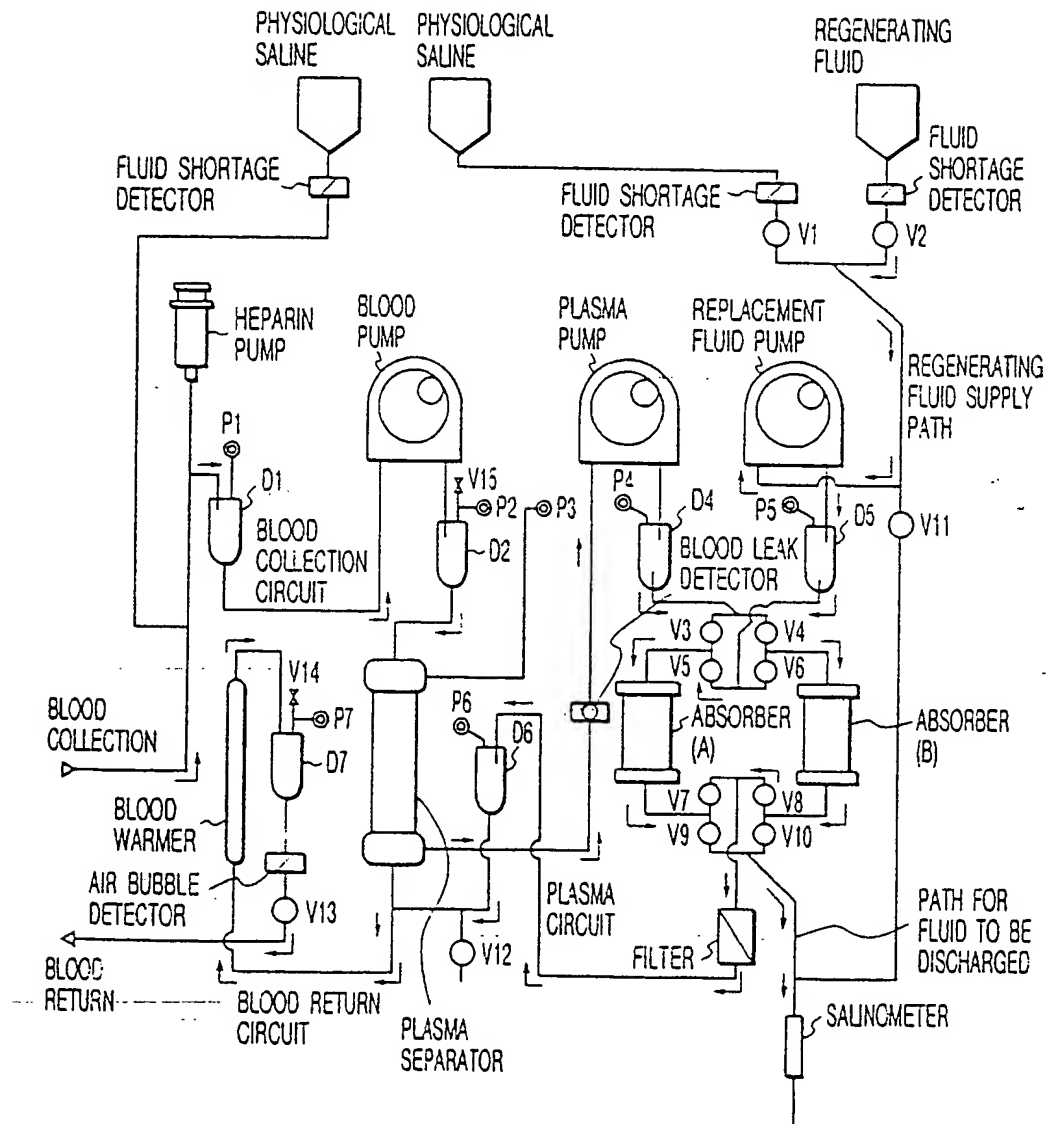 PHYSIOLOGICAL
SALINE
PHYSIOLOGICAL
SALINE
REGENERATING
FLUID
FLUID SHORTAGE
DETECTOR
FLUID SHORTAGE
DETECTOR
FLUID
SHORTAGE
DETECTOR
V1
V2
HEPARIN
PUMP
BLOOD
PUMP
PLASMA
PUMP
REPLACEMENT
FLUID PUMP
REGENERATING
FLUID SUPPLY
PATH
P1
D1
V15
P2
P3
D2
P4
D4
P5
D5
V11
BLOOD
COLLECTION
CIRCUIT
BLOOD LEAK
DETECTOR
V3
V4
V5
V6
V14
P7
D7
P6
D6
ABSORBER
(A)
ABSORBER
(B)
BLOOD
COLLECTION
BLOOD
WARMER
V7
V8
V9
V10
AIR BUBBLE
DETECTOR
V13
V12
PLASMA
CIRCUIT
FILTER
PATH FOR
FLUID TO BE
DISCHARGED
BLOOD
RETURN
BLOOD RETURN
CIRCUIT
PLASMA
SEPARATOR
SALINOMETER